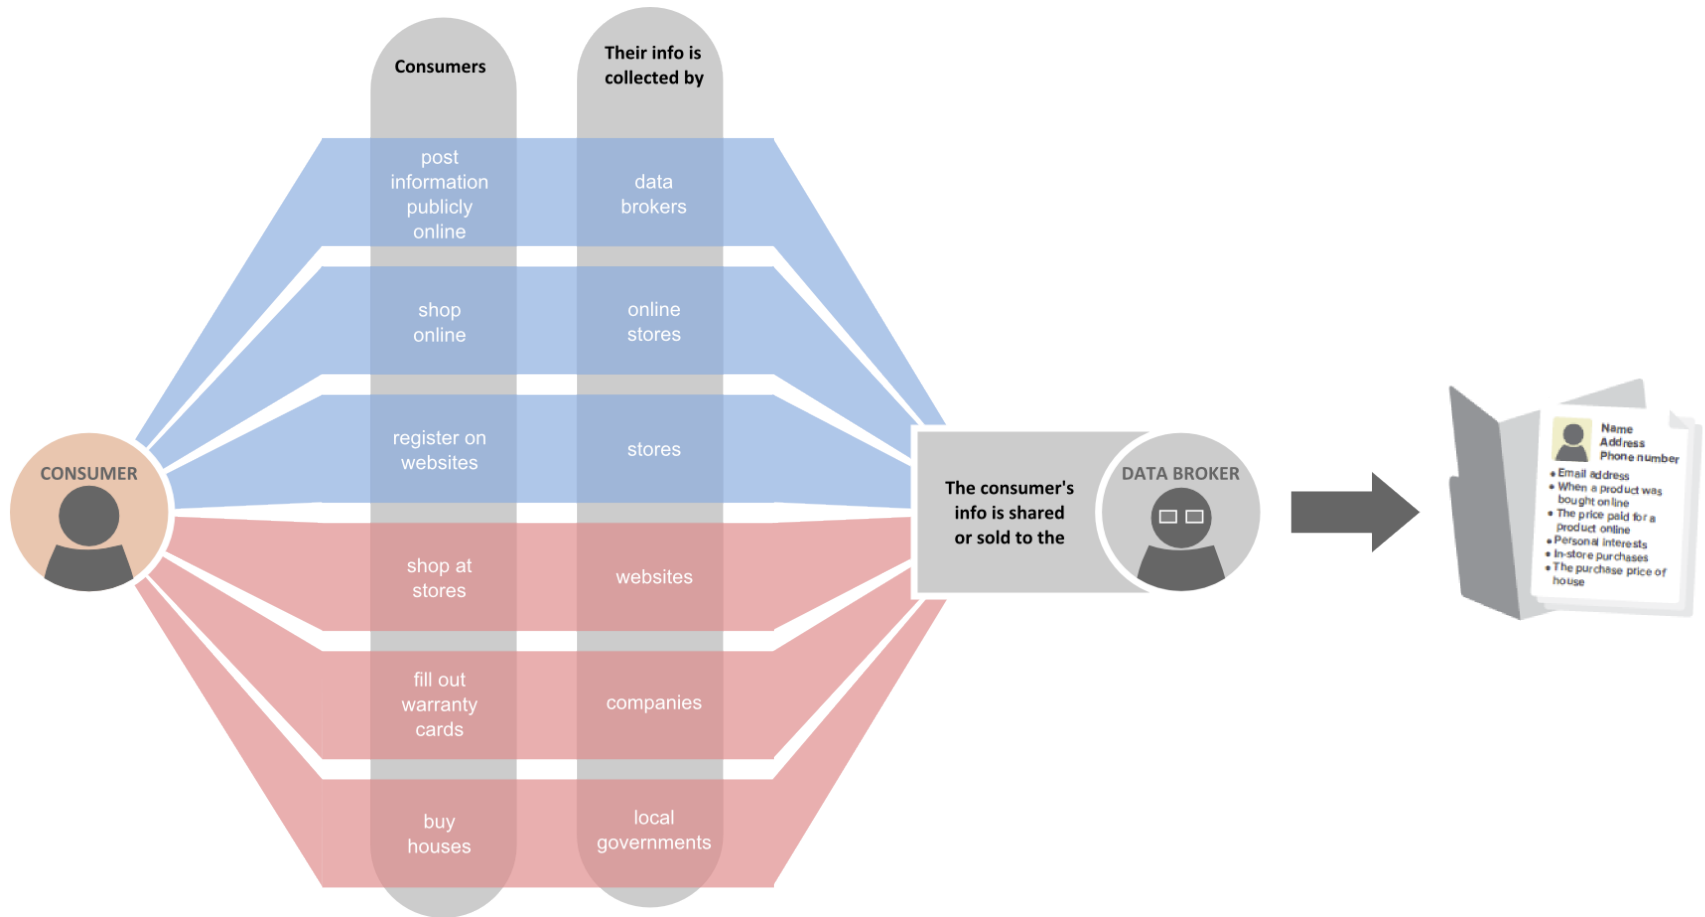 Consumers
Their info is
collected by
post
information
publicly
online
data
brokers
shop
online
online
stores
register on
websites
stores
shop at
stores
websites
fill out
warranty
cards
companies
buy
houses
local
governments
CONSUMER
The consumer's
info is shared
or sold to the
DATA BROKER
Name
Address
Phone number
• Email address
• When a product was
bought online
• The price paid for a
product online
• Personal interests
• In-store purchases
• The purchase price of
house